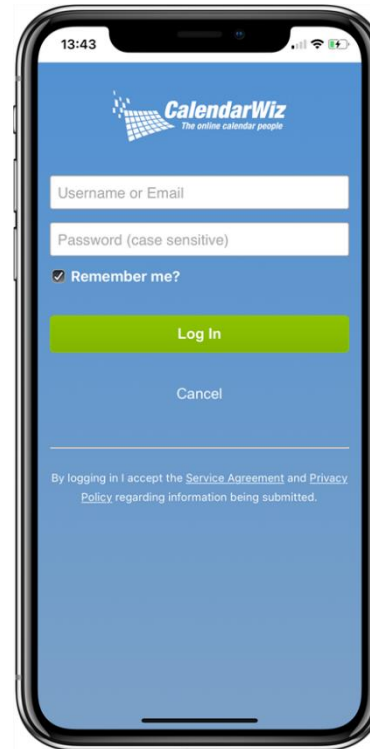 13:43
CalendarWiz
The online calendar people
Username or Email
Password (case sensitive)
Remember me?
Log In
Cancel
By logging in I accept the Service Agreement and Privacy
Policy regarding information being submitted.